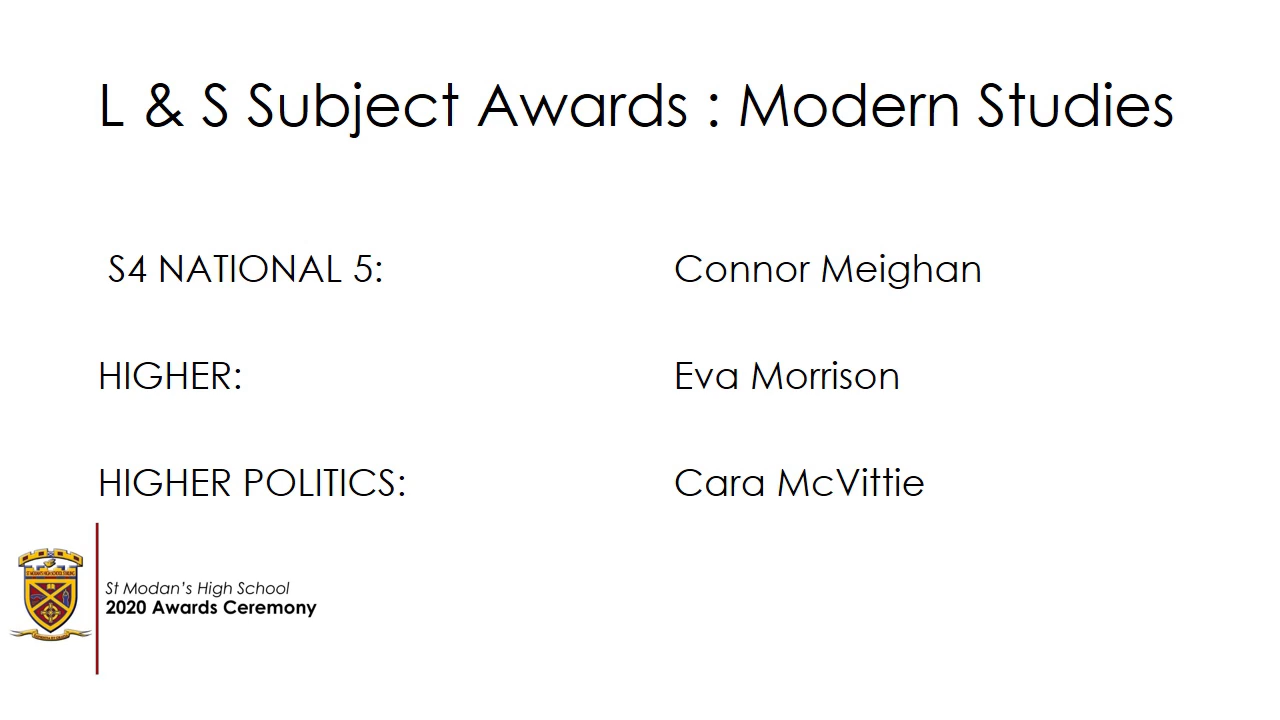 L & S Subject Awards : Modern Studies
S4 NATIONAL 5: Connor Meighan
HIGHER: Eva Morrison
HIGHER POLITICS: Cara McVittie
St Modan's High School
2020 Awards Ceremony